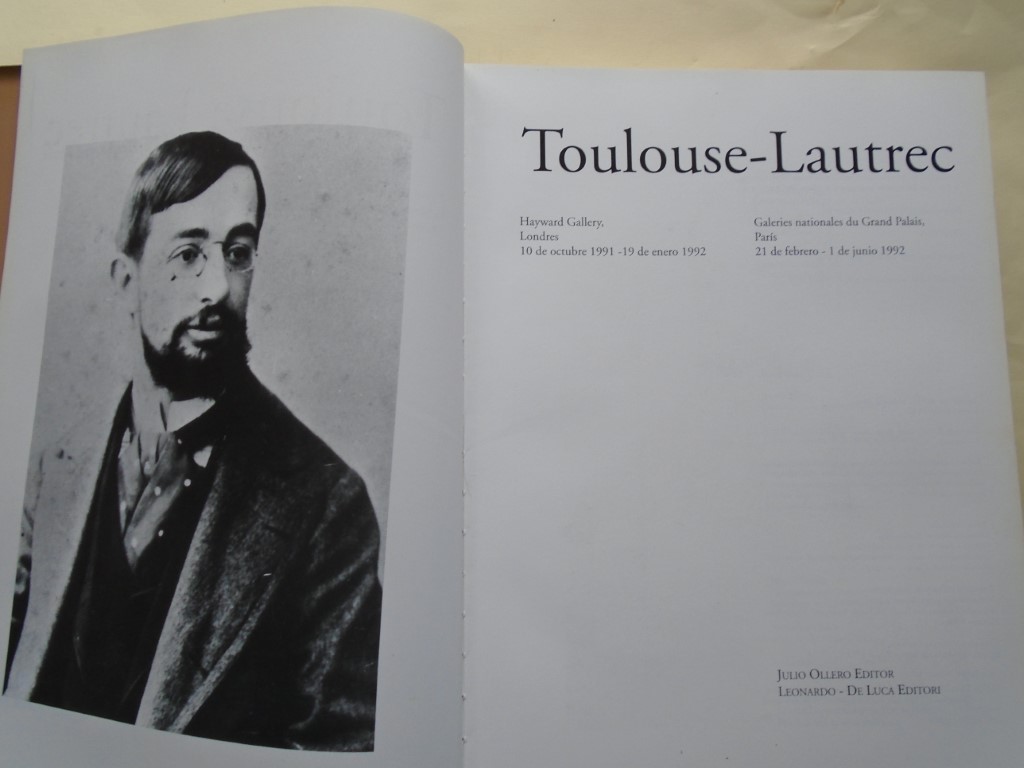 Toulouse-Lautrec
Hayward Gallery,
Londres
10 de octubre 1991 -19 de enero 1992
Galeries nationales du Grand Palais,
París
21 de febrero - 1 de junio 1992
JULIO OLLERO EDITOR
LEONARDO - DE LUCA EDITORI